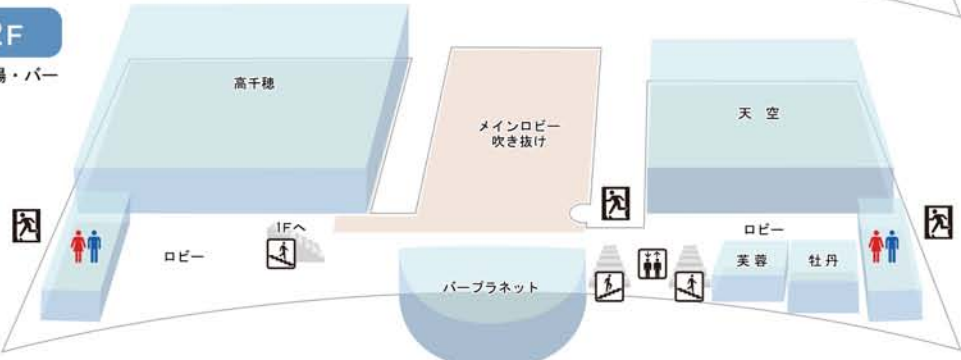 2F
場・バー
高千穂
メインロビー
吹き抜け
天 空
1Fへ
ロビー
ロビー
バープラネット
芙蓉
牡丹